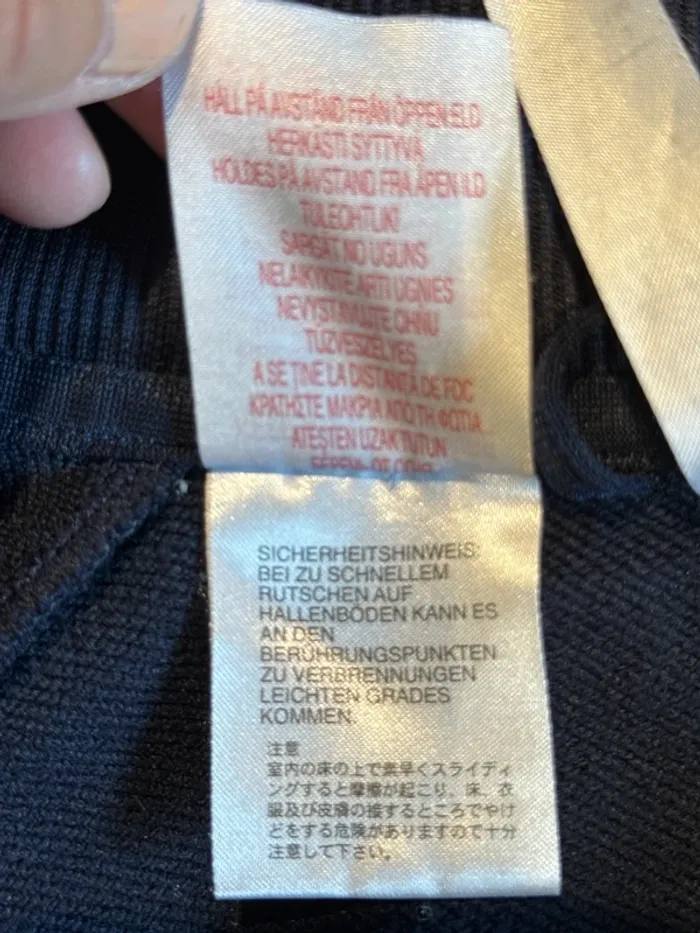 HÅLL PÅ AVSTÅND FRÅN ÖPPEN ELD
HERKÄSTI SYTTYVÄ
HOLDES PÅ AVSTAND FRA ÅPEN ILD
TULEOHTLIK!
SARGĀT NO UGUNS
NELAIKYKITE ARTI UGNIES
NEVYSTAVUJTE OHŇU
TŰZVESZÉLYES
A SE ŢINE LA DISTANŢĂ DE FOC
ΚΡΑΤΗΣΤΕ ΜΑΚΡΙΑ ΑΠΟ ΤΗ ΦΩΤΙΑ
ATESTEN UZAK TUTUN
SICHERHEITSHINWEIS:
BEI ZU SCHNELLEM
RUTSCHEN AUF
HALLENBÖDEN KANN ES
AN DEN
BERÜHRUNGSPUNKTEN
ZU VERBRENNUNGEN
LEICHTEN GRADES
KOMMEN.
注意
室内の床の上で素早くスライディ
ングすると摩擦が起こり、床、衣
服及び皮膚の接するところでやけ
どをする危険がありますので十分
注意して下さい。